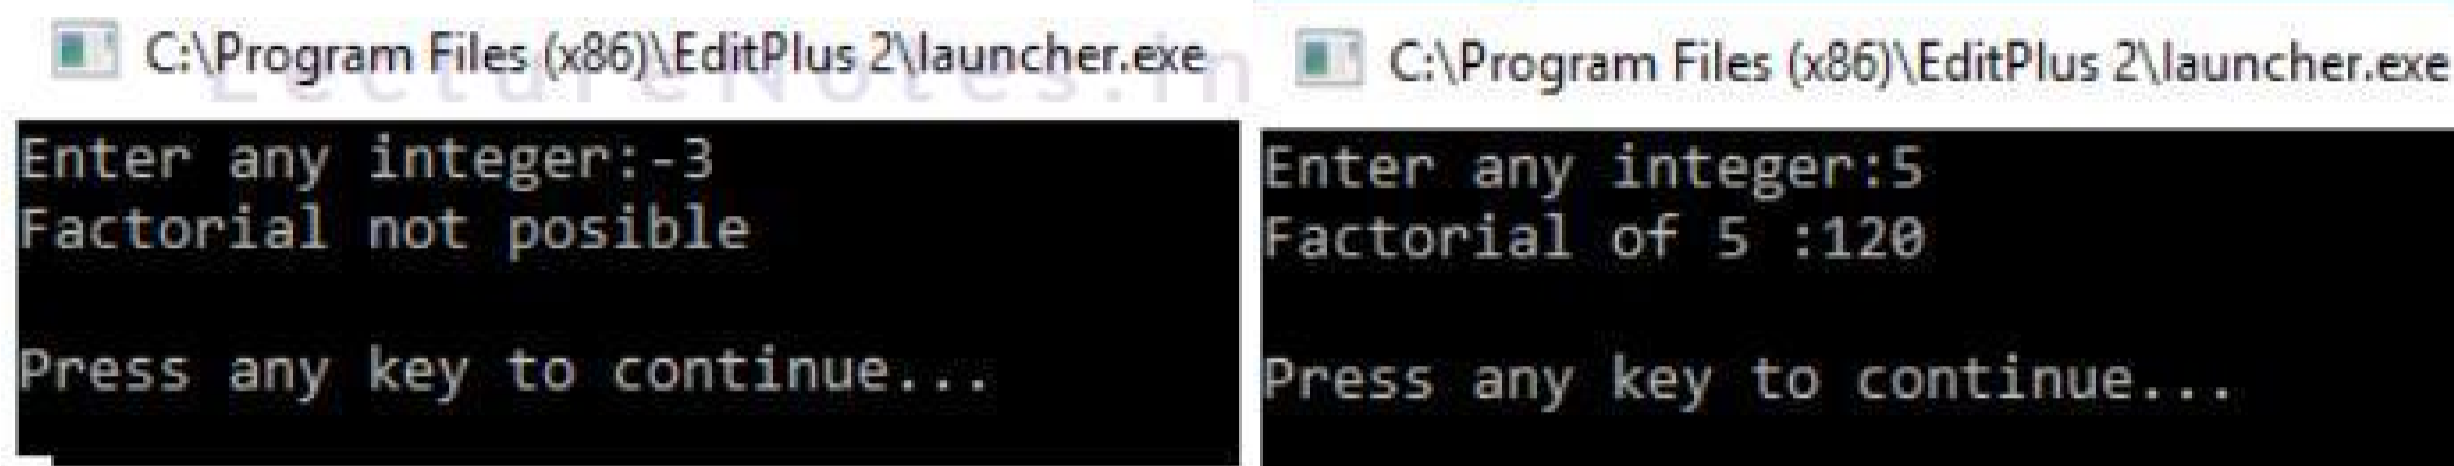 C:\Program Files (x86)\EditPlus 2\launcher.exe
LectureNotes.in
Enter any integer:-3
Factorial not posible
Press any key to continue...
C:\Program Files (x86)\EditPlus 2\launcher.exe
Enter any integer:5
Factorial of 5 :120
Press any key to continue...